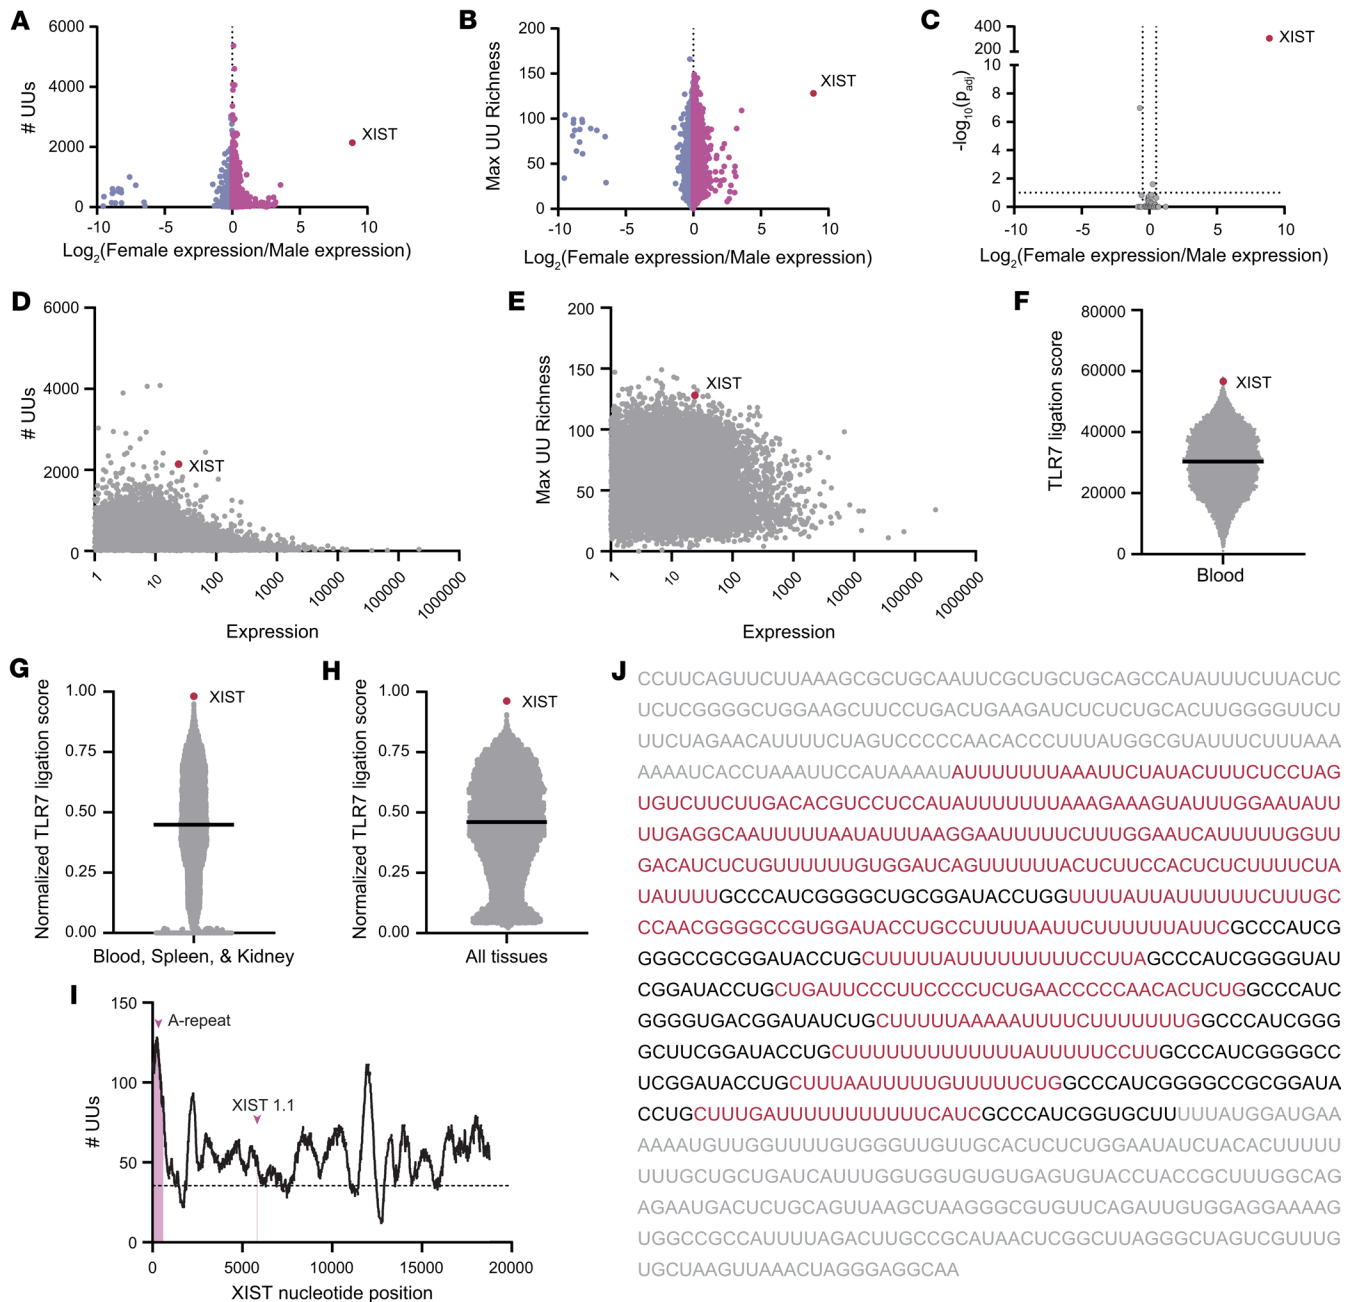 A
6000
4000
2000
0
# UUs
XIST
-10
-5
0
5
10
Log2(Female expression/Male expression)
B
200
150
100
50
0
Max UU Richness
XIST
-10
-5
0
5
10
Log2(Female expression/Male expression)
C
400
200
10
8
6
4
2
0
-log10(padj)
XIST
-10
-5
0
5
10
Log2(Female expression/Male expression)
D
6000
4000
2000
0
# UUs
XIST
1
10
100
1000
10000
100000
1000000
Expression
E
200
150
100
50
0
Max UU Richness
XIST
1
10
100
1000
10000
100000
1000000
Expression
F
80000
60000
40000
20000
0
TLR7 ligation score
XIST
Blood
G
1.00
0.75
0.50
0.25
0.00
Normalized TLR7 ligation score
XIST
Blood, Spleen, & Kidney
H
1.00
0.75
0.50
0.25
0.00
Normalized TLR7 ligation score
XIST
All tissues
I
150
100
50
0
# UUs
A-repeat
XIST 1.1
0
5000
10000
15000
20000
XIST nucleotide position
J
CCUUCAGUUCUUAAAGCGCUGCAAUUCGCUGCUGCAGCCAUAUUUCUUACUC
UCUCGGGGCUGGAAGCUUCCUGACUGAAGAUCUCUCUGCACUUGGGGUUCU
UUCUAGAACAUUUUCUAGUCCCCCAACACCCUUUAUGGCGUAUUUCUUUAAA
AAAAUCACCUAAAUUCCAUAAAAUAUUUUUUUAAAUUCUAUACUUUCUCCUAG
UGUCUUCUUGACACGUCCUCCAUAUUUUUUUAAAGAAAGUAUUUGGAAUAUU
UUGAGGCAAUUUUUAAUAUUUAAGGAAUUUUUCUUUGGAAUCAUUUUUGGUU
GACAUCUCUGUUUUUUGUGGAUCAGUUUUUUACUCUUCCACUCUCUUUUCUA
UAUUUUGCCCAUCGGGGCUGCGGAUACCUGGUUUUAUUAUUUUUUCUUUGC
CCAACGGGGCCGUGGAUACCUGCCUUUUAAUUCUUUUUUAUUCGCCCAUCG
GGGCCGCGGAUACCUGCUUUUUAUUUUUUUUUCCUUAGCCCAUCGGGGUAU
CGGAUACCUGCUGAUUCCCUUCCCCUCUGAACCCCCAACACUCUGGCCCAUC
GGGGUGACGGAUAUCUGCUUUUUAAAAAUUUUCUUUUUUUGGCCCAUCGGG
GCUUCGGAUACCUGCUUUUUUUUUUUUUAUUUUUCCUUGCCCAUCGGGGCC
UCGGAUACCUGCUUUAAUUUUUGUUUUUCUGGCCCAUCGGGGCCGCGGAUA
CCUGCUUUGAUUUUUUUUUUUCAUCGCCCAUCGGUGCUUUUUAUGGAUGAA
AAAAUGUUGGUUUUGUGGGUUGUUGCACUCUCUGGAAUAUCUACACUUUUU
UUUGCUGCUGAUCAUUUGGUGGUGUGUGAGUGUACCUACCGCUUUGGCAG
AGAAUGACUCUGCAGUUAAGCUAAGGGCGUGUUCAGAUUGUGGAGGAAAAG
UGGCCGCCAUUUUAGACUUGCCGCAUAACUCGGCUUAGGGCUAGUCGUUUG
UGCUAAGUUAAACUAGGGAGGCAA